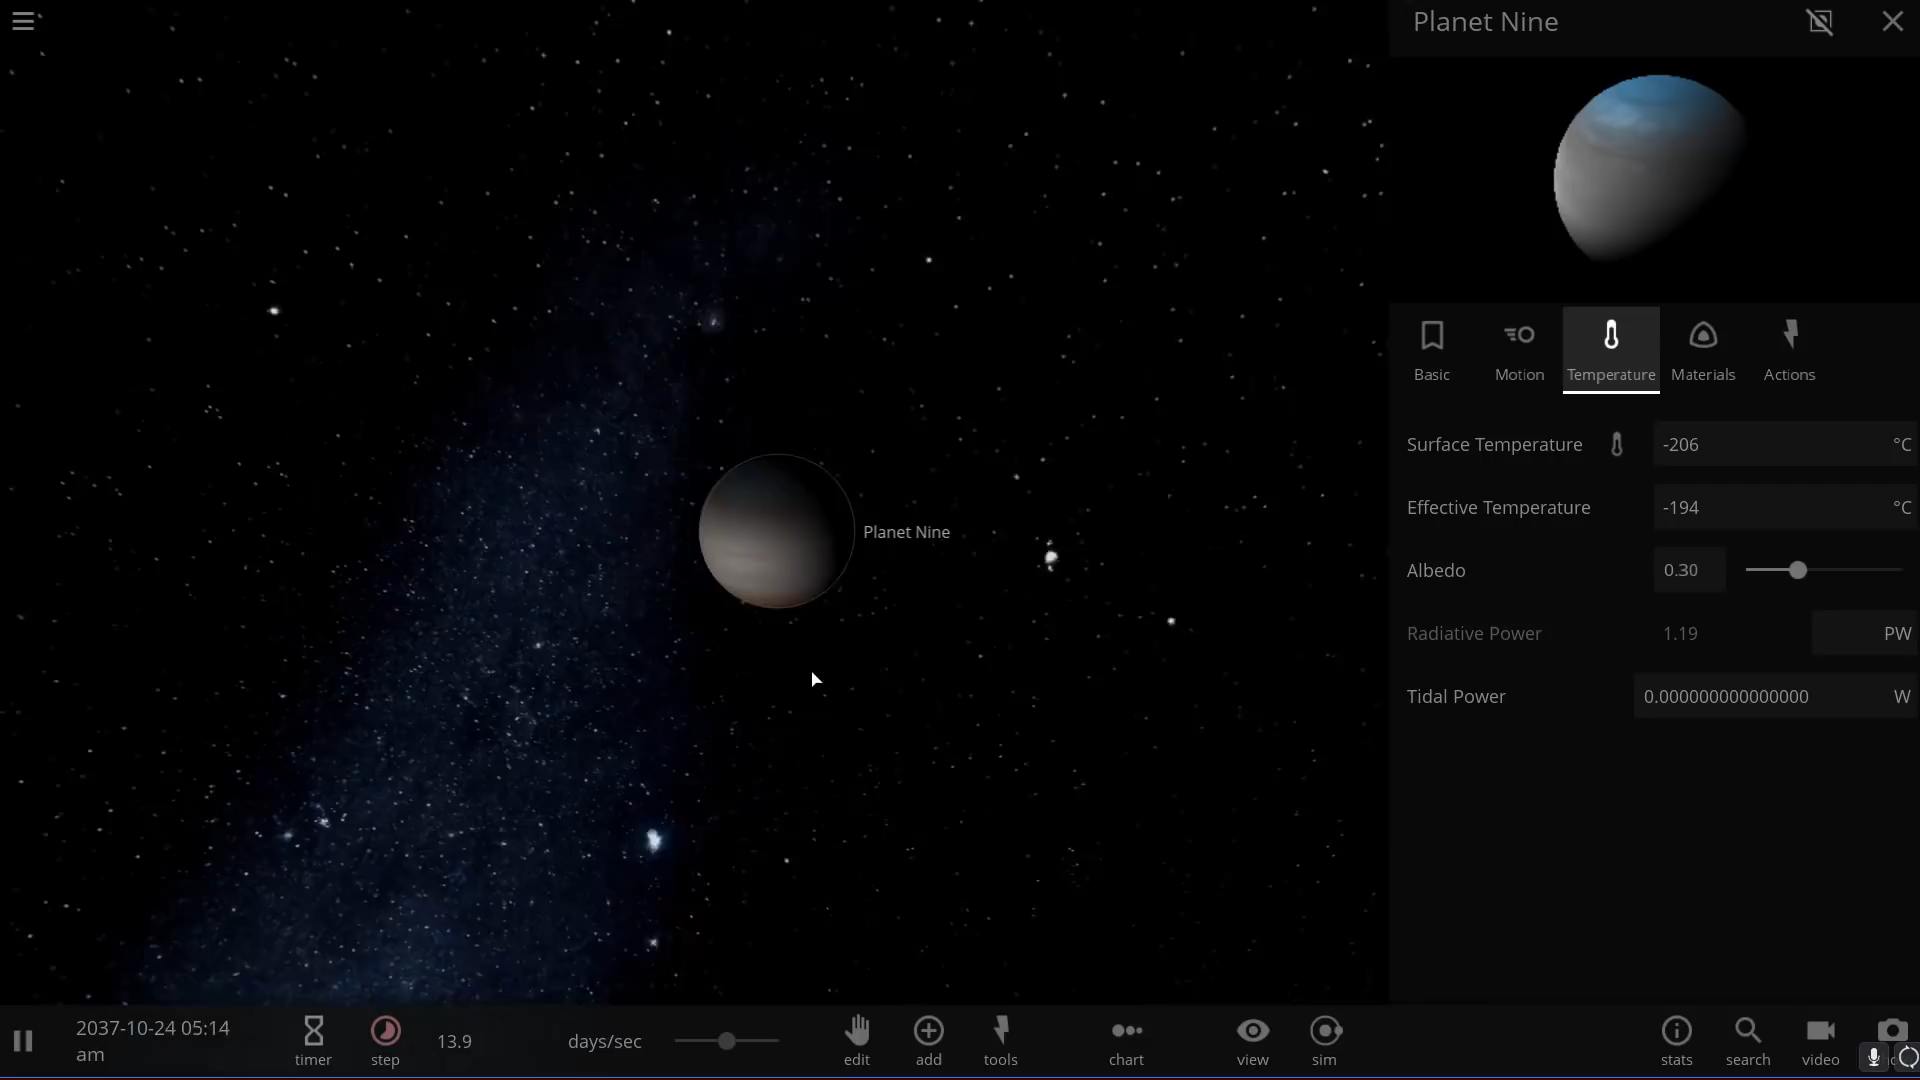 Planet Nine
Basic
Motion
Temperature
Materials
Actions
Surface Temperature -206 °C
Effective Temperature -194 °C
Albedo 0.30
Radiative Power 1.19 PW
Tidal Power 0.000000000000000 W
Planet Nine
2037-10-24 05:14
am
timer
step
13.9 days/sec
edit
add
tools
chart
view
sim
stats
search
video